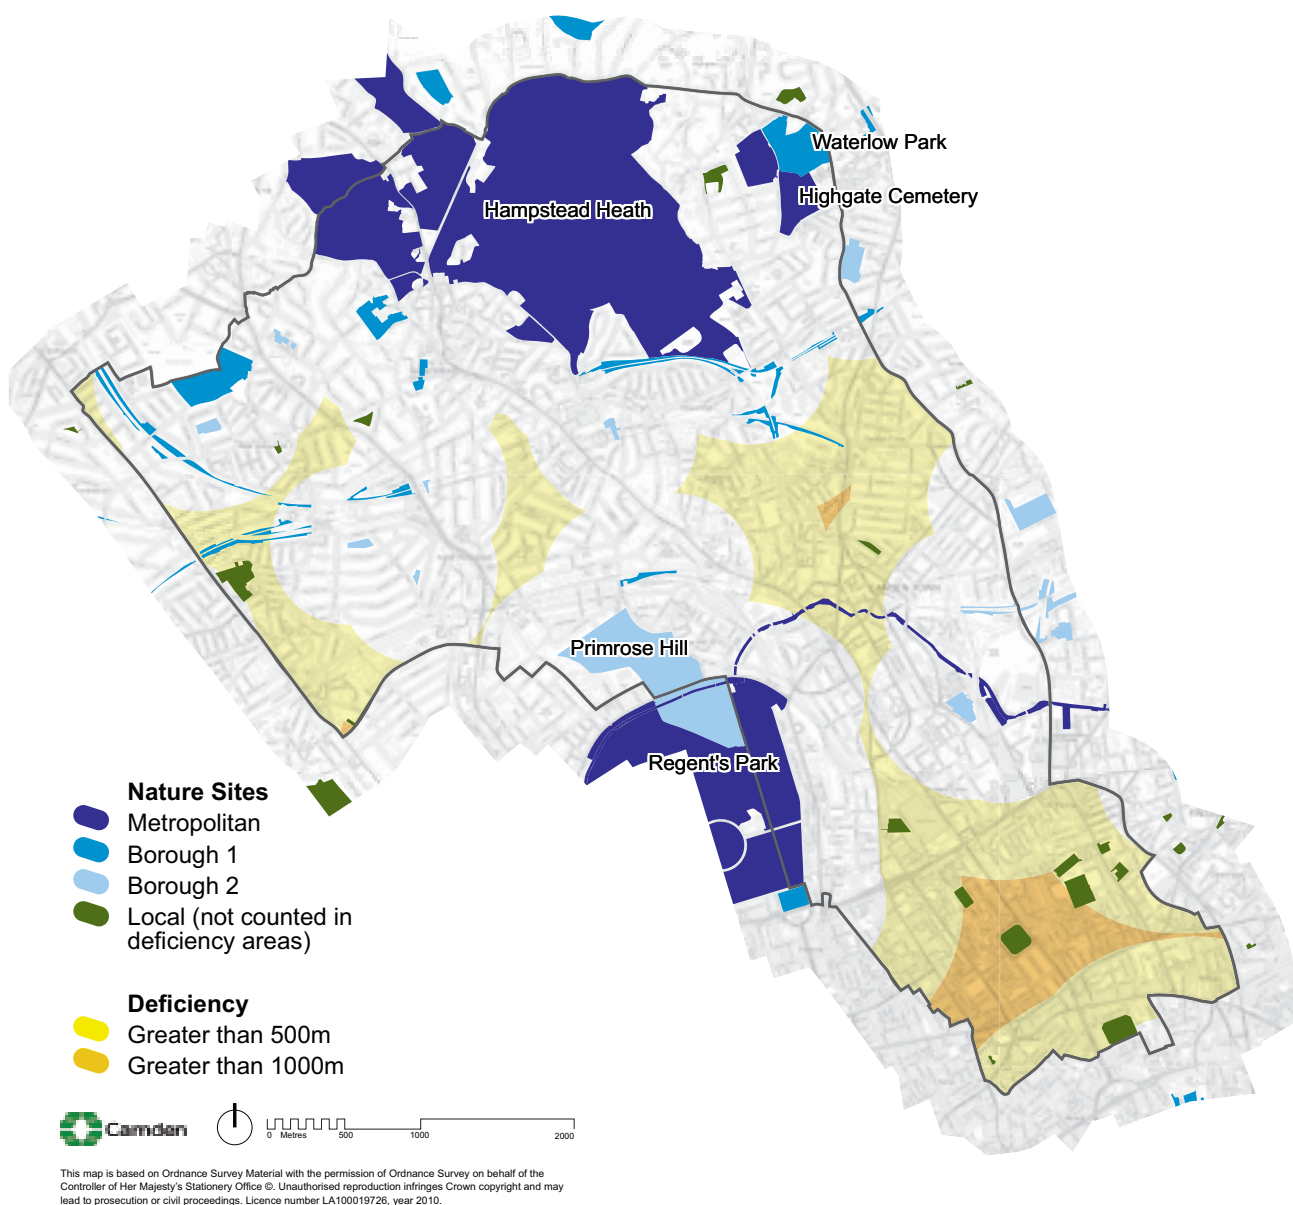 Waterlow Park
Highgate Cemetery
Hampstead Heath
Primrose Hill
Regent's Park
Nature Sites
Metropolitan
Borough 1
Borough 2
Local (not counted in
deficiency areas)
Deficiency
Greater than 500m
Greater than 1000m
Camden
0 Metres 500 1000 2000
This map is based on Ordnance Survey Material with the permission of Ordnance Survey on behalf of the
Controller of Her Majesty's Stationery Office ©. Unauthorised reproduction infringes Crown copyright and may
lead to prosecution or civil proceedings. Licence number LA100019726, year 2010.